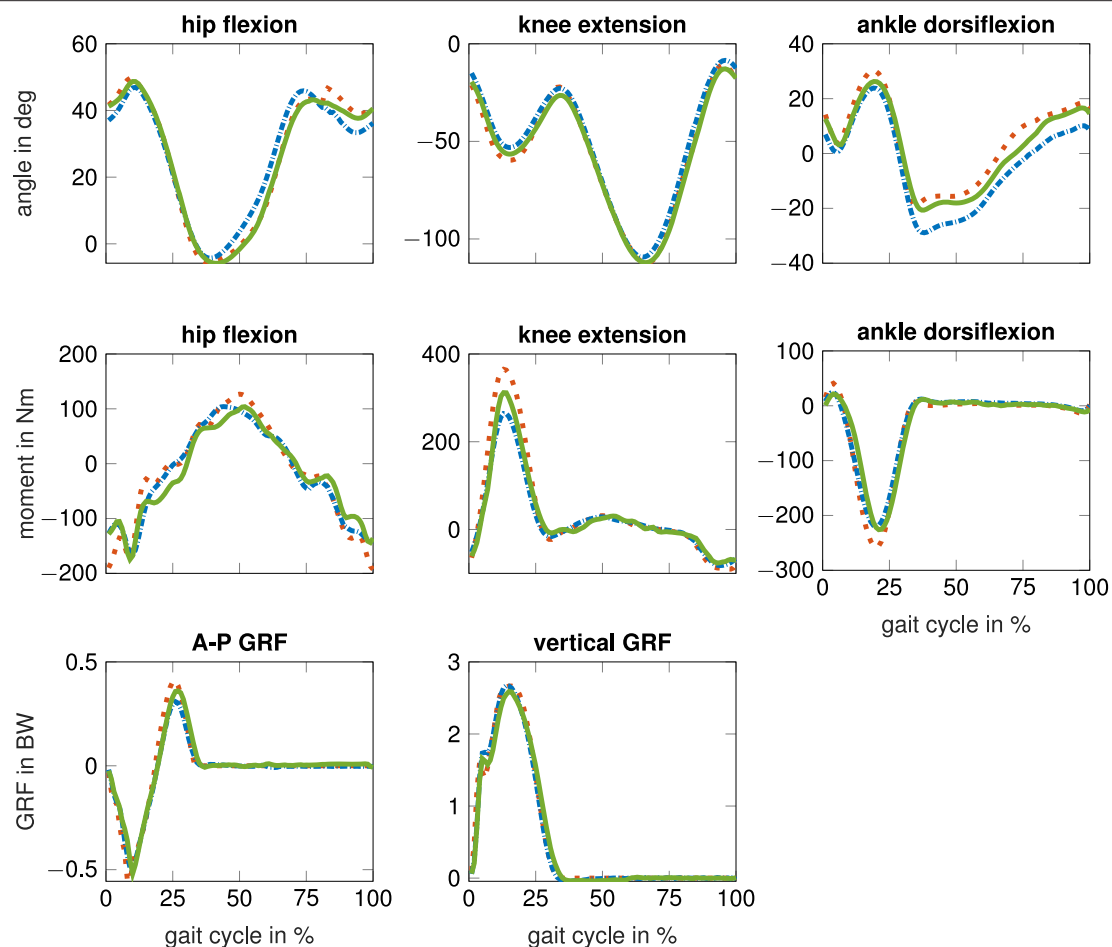 hip flexion
knee extension
ankle dorsiflexion
angle in deg
60
40
20
0
0
−50
−100
40
20
0
−20
−40
hip flexion
knee extension
ankle dorsiflexion
moment in Nm
200
100
0
−100
−200
400
200
0
100
0
−100
−200
−300
0 25 50 75 100
gait cycle in %
A-P GRF
vertical GRF
GRF in BW
0.5
0
−0.5
3
2
1
0
0 25 50 75 100
0 25 50 75 100
gait cycle in %
gait cycle in %